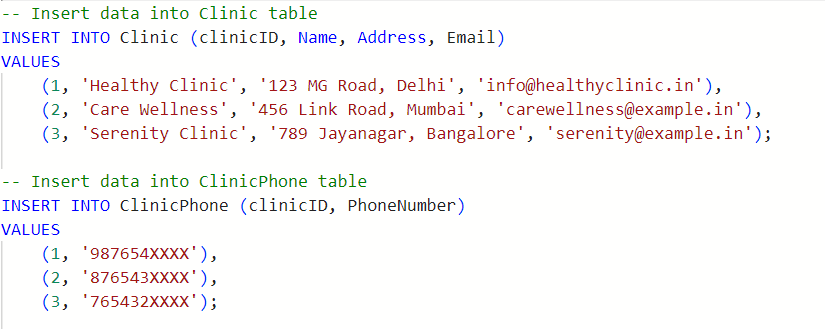 -- Insert data into Clinic table
INSERT INTO Clinic (clinicID, Name, Address, Email)
VALUES
(1, 'Healthy Clinic', '123 MG Road, Delhi', 'info@healthyclinic.in'),
(2, 'Care Wellness', '456 Link Road, Mumbai', 'carewellness@example.in'),
(3, 'Serenity Clinic', '789 Jayanagar, Bangalore', 'serenity@example.in');
-- Insert data into ClinicPhone table
INSERT INTO ClinicPhone (clinicID, PhoneNumber)
VALUES
(1, '987654XXXX'),
(2, '876543XXXX'),
(3, '765432XXXX');